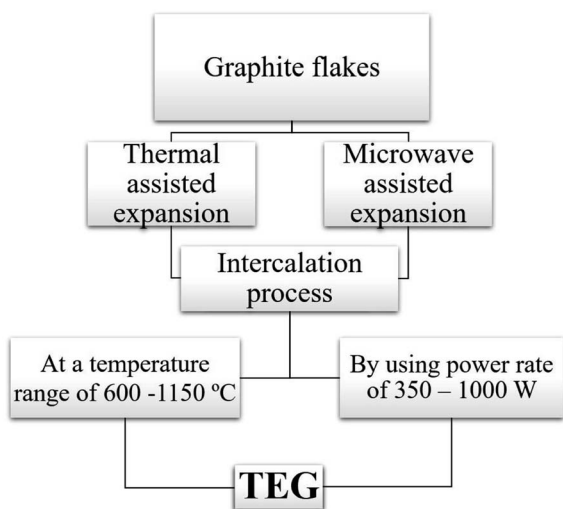 Graphite flakes
Thermal
assisted
expansion
Microwave
assisted
expansion
Intercalation
process
At a temperature
range of 600 -1150 ºC
By using power rate
of 350 – 1000 W
TEG